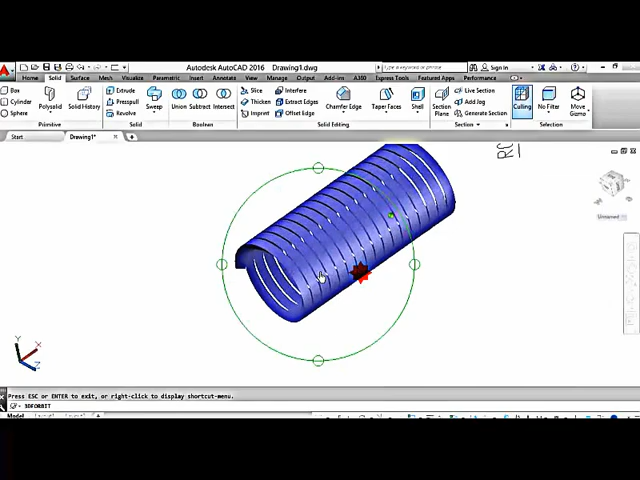 Autodesk AutoCAD 2016 Drawing1.dwg
Type a keyword or phrase
Sign In
Home Solid Surface Mesh Visualize Parametric Insert Annotate View Manage Output Add-ins A360 Express Tools Featured Apps Performance
Box
Cylinder
Sphere
Polysolid
Solid History
Extrude
Presspull
Revolve
Sweep
Union Subtract Intersect
Slice
Thicken
Imprint
Interfere
Extract Edges
Offset Edge
Chamfer Edge
Taper Faces
Shell
Section
Plane
Live Section
Add Jog
Generate Section
Culling
No Filter
Move
Gizmo
Primitive
Solid
Boolean
Solid Editing
Section
Selection
Start
Drawing1*
Unnamed
Y
X
Z
Press ESC or ENTER to exit, or right-click to display shortcut-menu.
3DFORBIT
Model